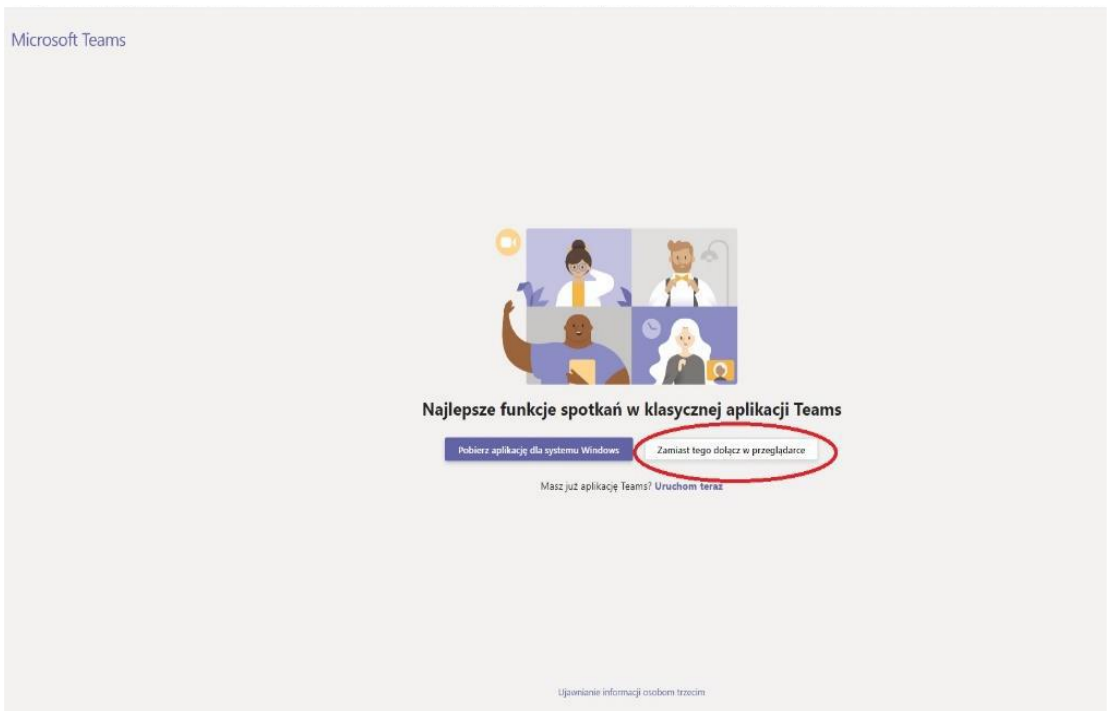 Microsoft Teams
Najlepsze funkcje spotkań w klasycznej aplikacji Teams
Pobierz aplikację dla systemu Windows
Zamiast tego dołącz w przeglądarce
Masz już aplikację Teams? Uruchom teraz
Ujawnianie informacji osobom trzecim